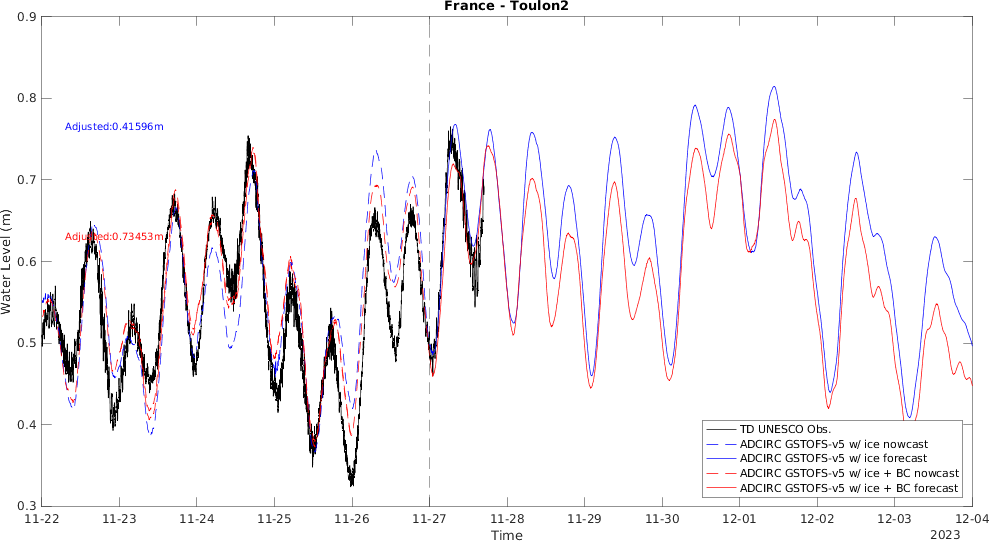 France - Toulon2
0.9
0.8
0.7
0.6
0.5
0.4
0.3
Water Level (m)
Adjusted:0.41596m
Adjusted:0.73453m
TD UNESCO Obs.
ADCIRC GSTOFS-v5 w/ ice nowcast
ADCIRC GSTOFS-v5 w/ ice forecast
ADCIRC GSTOFS-v5 w/ ice + BC nowcast
ADCIRC GSTOFS-v5 w/ ice + BC forecast
11-22 11-23 11-24 11-25 11-26 11-27 11-28 11-29 11-30 12-01 12-02 12-03 12-04
Time
2023